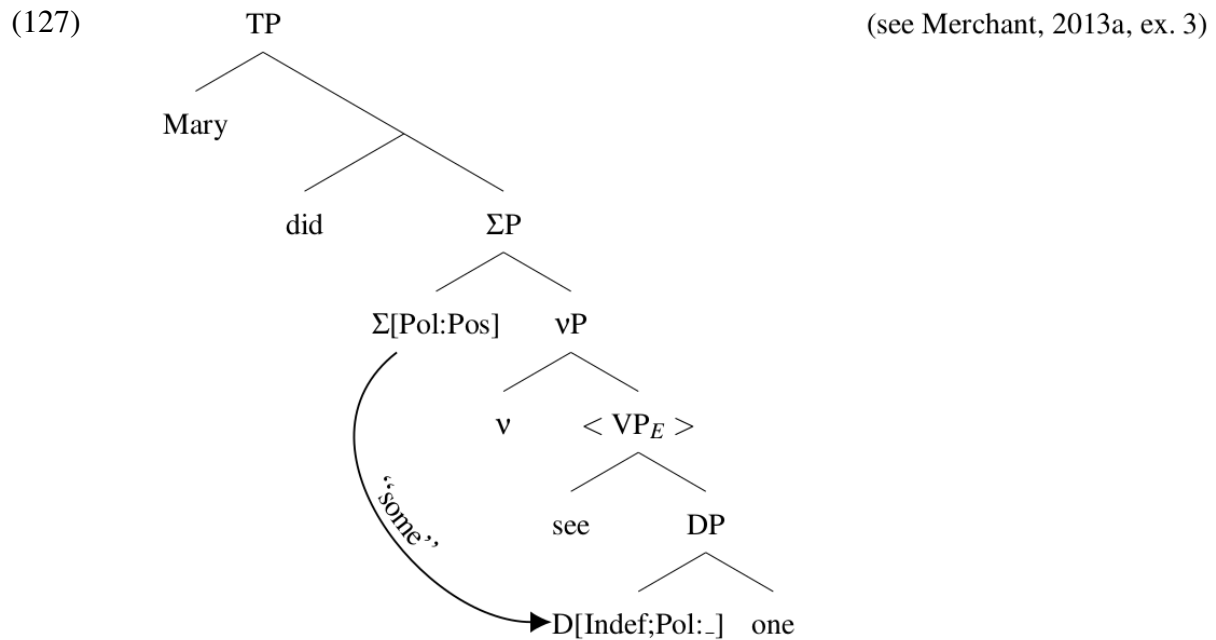 (127) TP (see Merchant, 2013a, ex. 3)
Mary
did ΣP
Σ[Pol:Pos] νP
ν < VP_E >
“some”
see DP
D[Indef;Pol:_] one